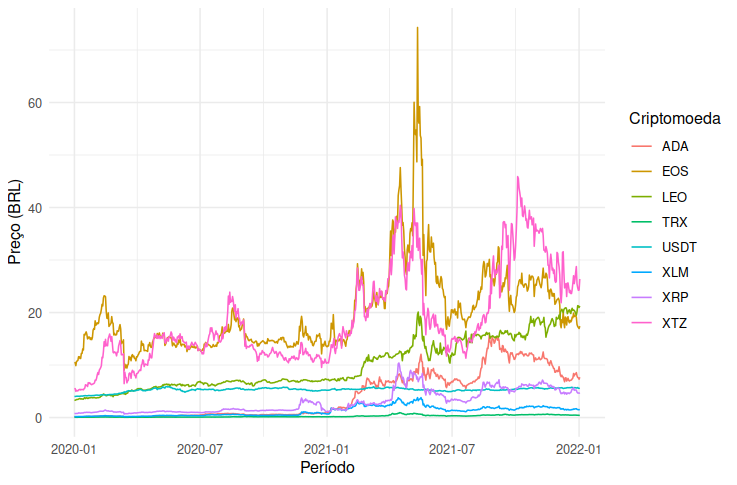 Preço (BRL)
60
40
20
0
2020-01
2020-07
2021-01
2021-07
2022-01
Período
Criptomoeda
ADA
EOS
LEO
TRX
USDT
XLM
XRP
XTZ